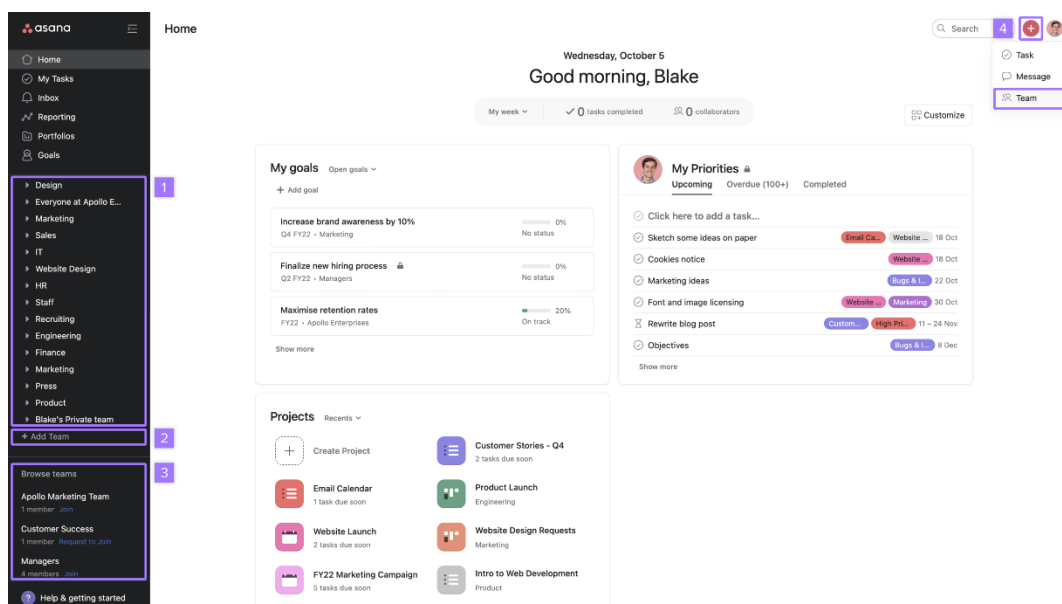 asana
Home
My Tasks
Inbox
Reporting
Portfolios
Goals
Design
Everyone at Apollo E...
Marketing
Sales
IT
Website Design
HR
Staff
Recruiting
Engineering
Finance
Marketing
Press
Product
Blake's Private team
+ Add Team
Browse teams
Apollo Marketing Team
1 member Join
Customer Success
1 member Request to Join
Managers
4 members Join
? Help & getting started
1
2
3
Home
Search
4
Task
Message
Team
Wednesday, October 5
Good morning, Blake
My week
0 tasks completed
0 collaborators
Customize
My goals Open goals
+ Add goal
Increase brand awareness by 10%
Q4 FY22 • Marketing
0%
No status
Finalize new hiring process
Q2 FY22 • Managers
0%
No status
Maximise retention rates
FY22 • Apollo Enterprises
20%
On track
Show more
My Priorities
Upcoming Overdue (100+) Completed
Click here to add a task...
Sketch some ideas on paper Email Ca... Website ... 18 Oct
Cookies notice Website ... 18 Oct
Marketing ideas Bugs & I... 22 Oct
Font and image licensing Website ... Marketing 30 Oct
Rewrite blog post Custom... High Pri... 11 – 24 Nov
Objectives Bugs & I... 8 Dec
Show more
Projects Recents
Create Project
Customer Stories - Q4
2 tasks due soon
Email Calendar
1 task due soon
Product Launch
Engineering
Website Launch
2 tasks due soon
Website Design Requests
Marketing
FY22 Marketing Campaign
5 tasks due soon
Intro to Web Development
Product